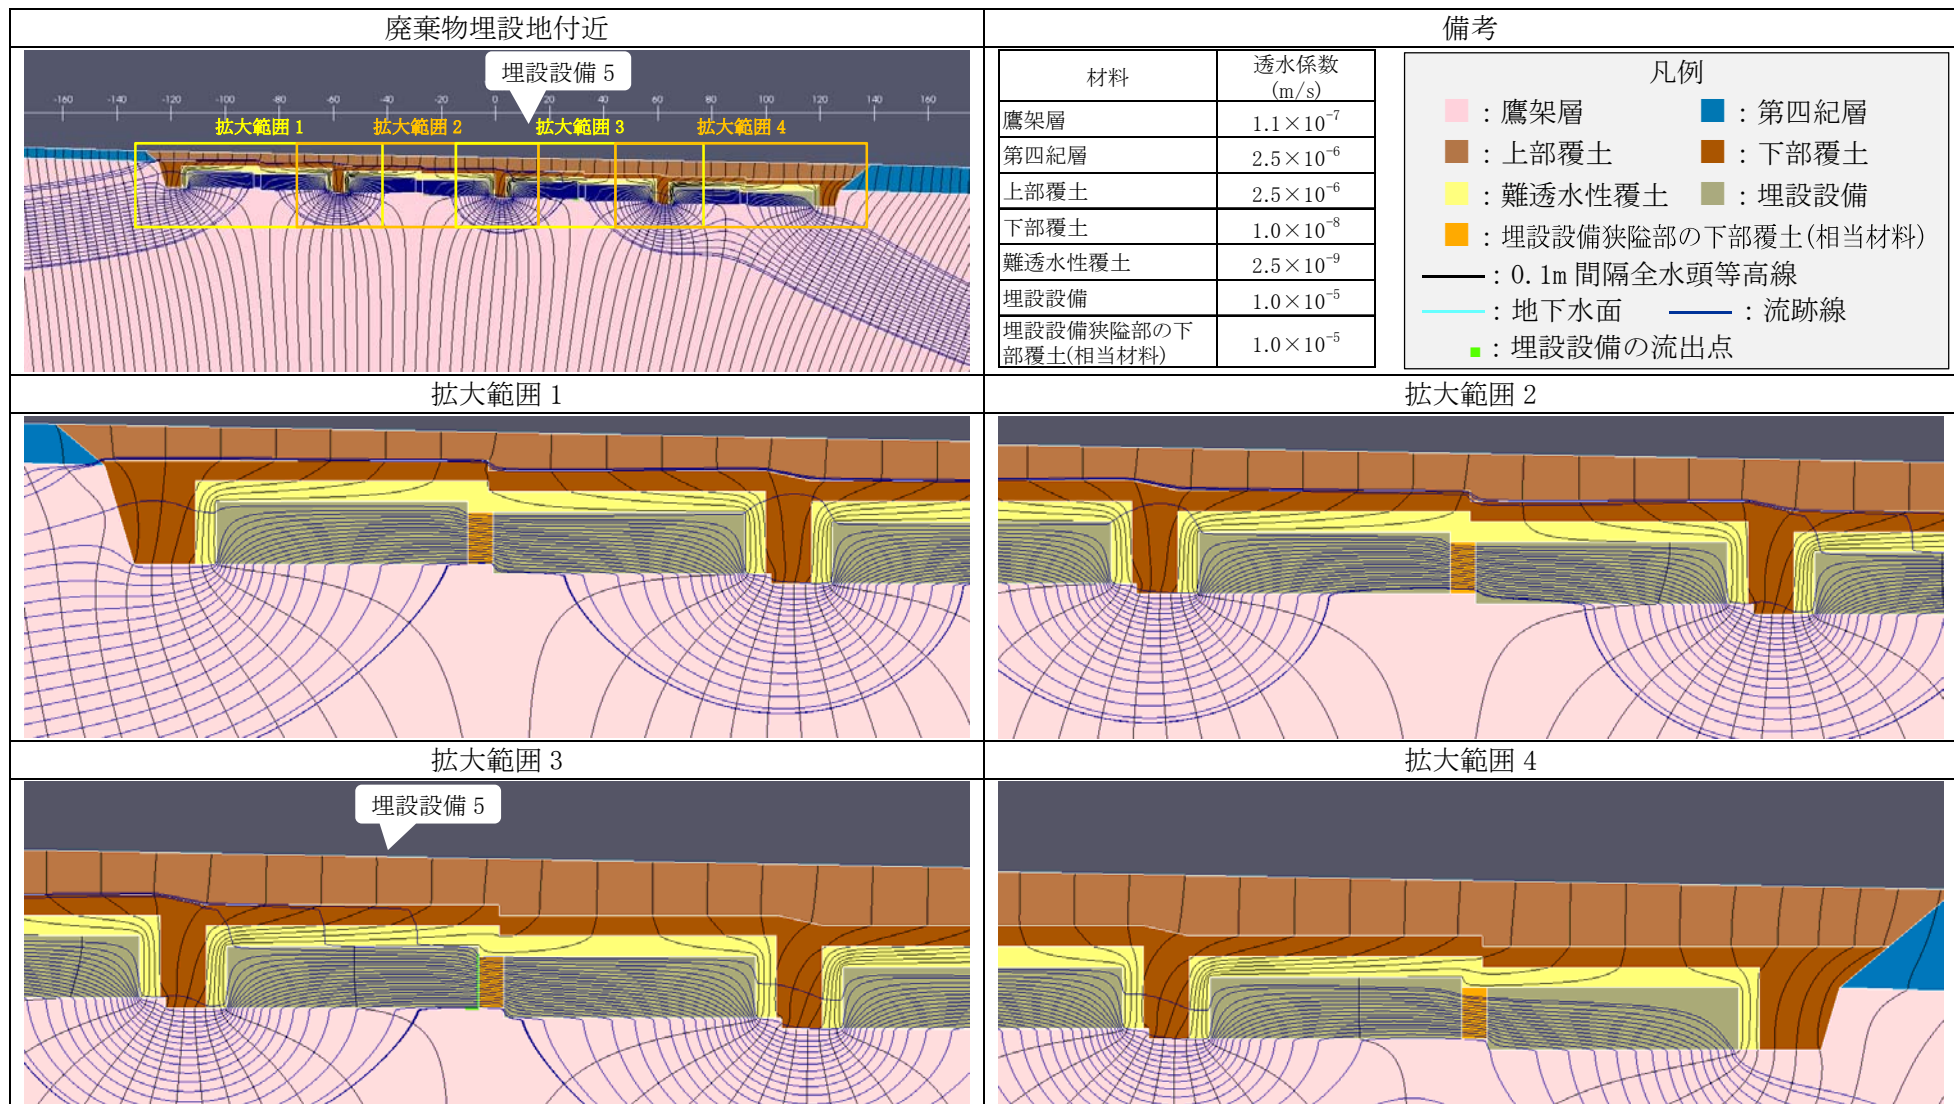 廃棄物埋設地付近
備考
埋設設備 5
-160 -140 -120 -100 -80 -60 -40 -20 0 20 40 60 80 100 120 140 160
拡大範囲 1
拡大範囲 2
拡大範囲 3
拡大範囲 4
材料
透水係数
(m/s)
鷹架層 1.1×10⁻⁷
第四紀層 2.5×10⁻⁶
上部覆土 2.5×10⁻⁶
下部覆土 1.0×10⁻⁸
難透水性覆土 2.5×10⁻⁹
埋設設備 1.0×10⁻⁵
埋設設備狭隘部の下
部覆土(相当材料) 1.0×10⁻⁵
凡例
：鷹架層 ：第四紀層
：上部覆土 ：下部覆土
：難透水性覆土 ：埋設設備
：埋設設備狭隘部の下部覆土(相当材料)
：0.1m 間隔全水頭等高線
：地下水面 ：流跡線
：埋設設備の流出点
拡大範囲 1
拡大範囲 2
拡大範囲 3
拡大範囲 4
埋設設備 5